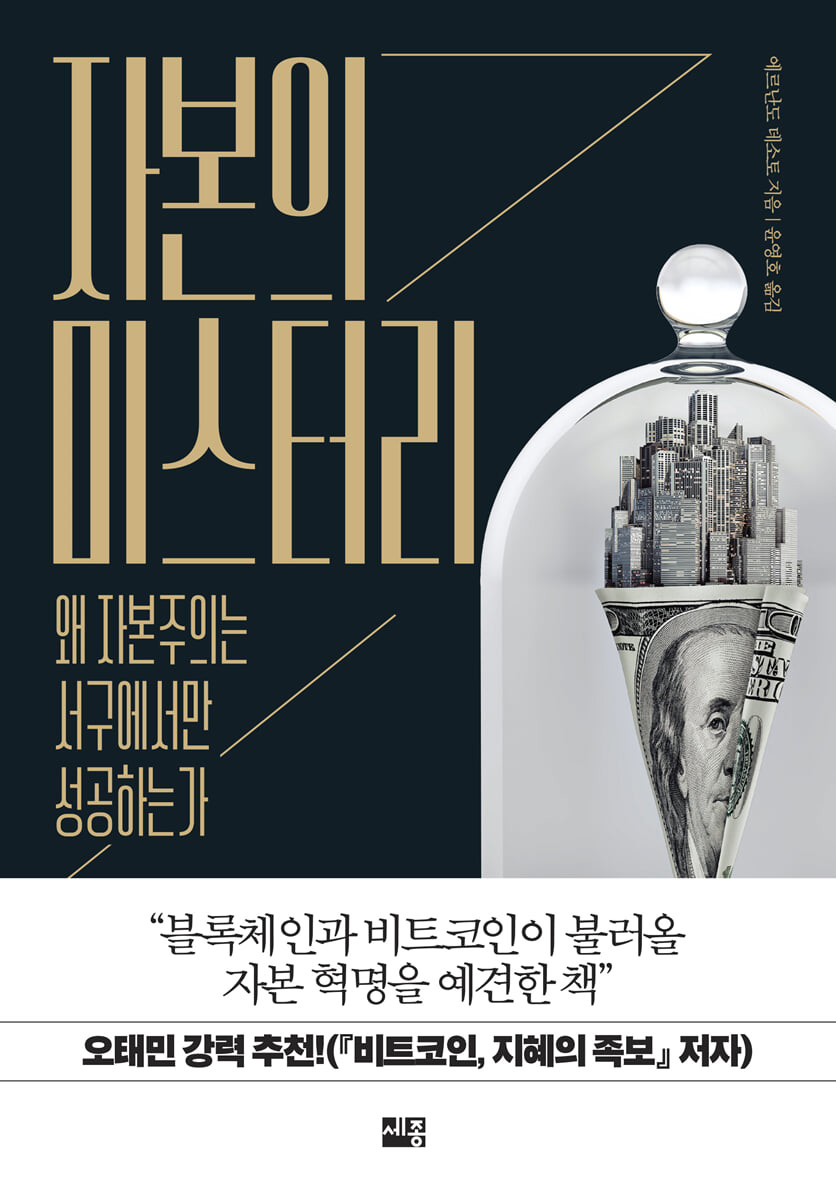 자본의
미스터리
에르난도 데소토 지음 | 윤영호 옮김
왜 자본주의는
서구에서만
성공하는가
“블록체인과 비트코인이 불러올
자본 혁명을 예견한 책”
오태민 강력 추천!(『비트코인, 지혜의 족보』 저자)
세종